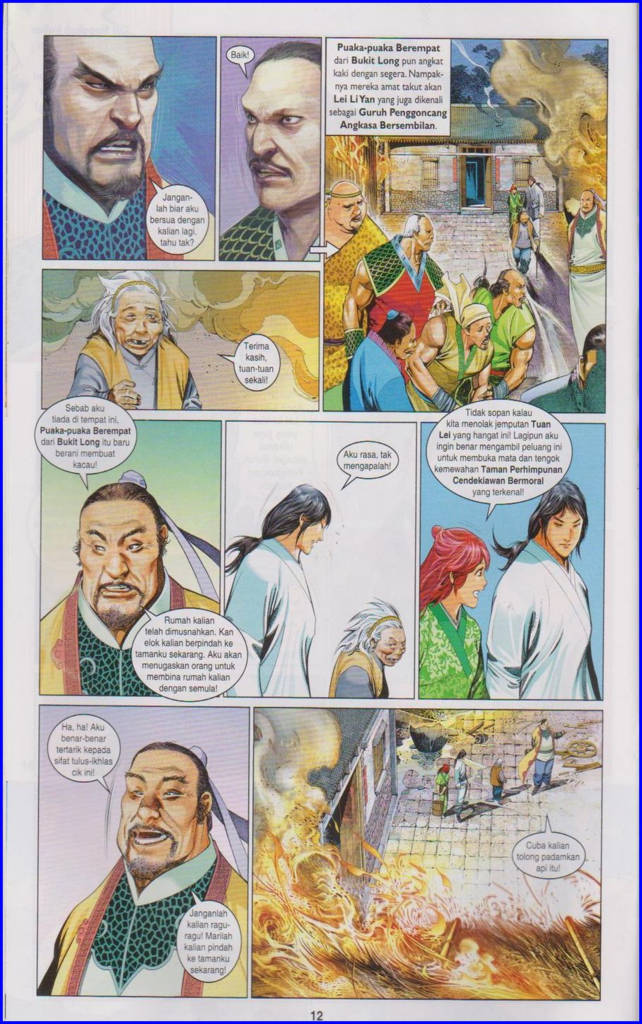 Jangan-
lah biar aku
bersua dengan
kalian lagi,
tahu tak?
Baik!
Puaka-puaka Berempat
dari Bukit Long pun angkat
kaki dengan segera. Nampak-
nya mereka amat takut akan
Lei Li Yan yang juga dikenali
sebagai Guruh Penggoncang
Angkasa Bersembilan.
Terima
kasih,
tuan-tuan
sekali!
Sebab aku
tiada di tempat ini,
Puaka-puaka Berempat
dari Bukit Long itu baru
berani membuat
kacau!
Rumah kalian
telah dimusnahkan. Kan
elok kalian berpindah ke
tamanku sekarang. Aku akan
menugaskan orang untuk
membina rumah kalian
dengan semula!
Aku rasa, tak
mengapalah!
Tidak sopan kalau
kita menolak jemputan Tuan
Lei yang hangat ini! Lagipun aku
ingin benar mengambil peluang ini
untuk membuka mata dan tengok
kemewahan Taman Perhimpunan
Cendekiawan Bermoral
yang terkenal!
Ha, ha! Aku
benar-benar
tertarik kepada
sifat tulus-ikhlas
cik ini!
Janganlah
kalian ragu-
ragu! Marilah
kalian pindah
ke tamanku
sekarang!
Cuba kalian
tolong padamkan
api itu!
12